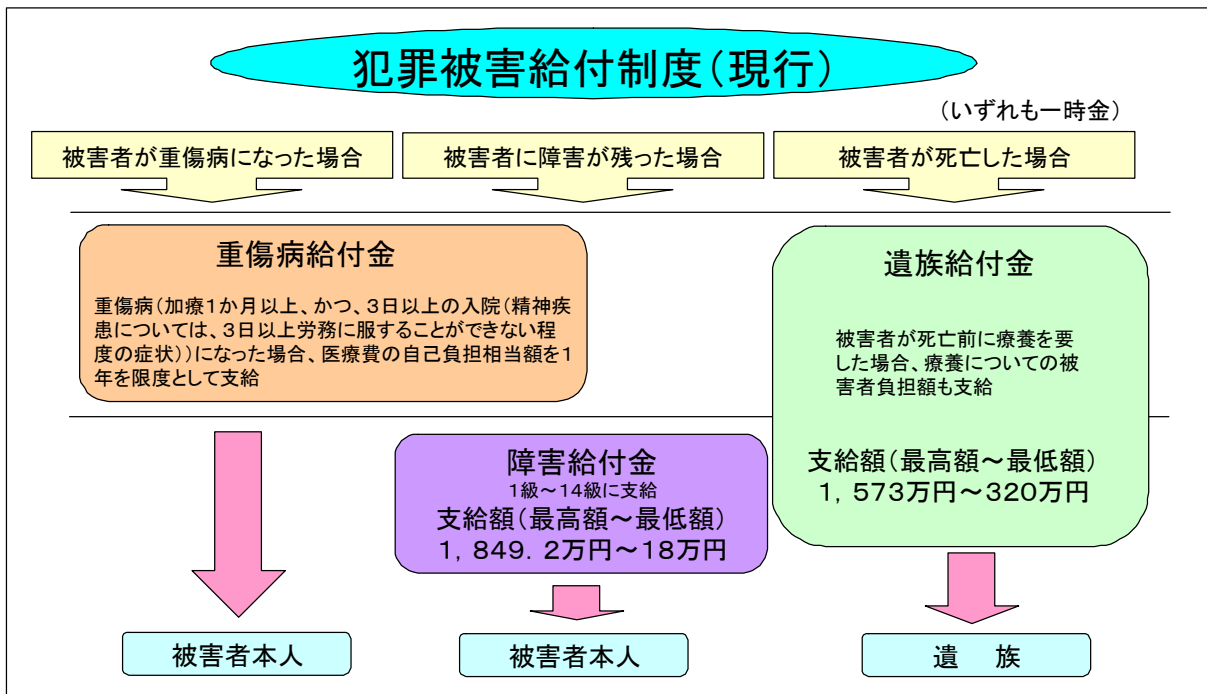 犯罪被害給付制度(現行)
(いずれも一時金)
被害者が重傷病になった場合
被害者に障害が残った場合
被害者が死亡した場合
重傷病給付金
重傷病(加療1か月以上、かつ、3日以上の入院(精神疾
患については、3日以上労務に服することができない程
度の症状))になった場合、医療費の自己負担相当額を1
年を限度として支給
遺族給付金
被害者が死亡前に療養を要
した場合、療養についての被
害者負担額も支給
支給額(最高額～最低額)
1,573万円～320万円
障害給付金
1級～14級に支給
支給額(最高額～最低額)
1,849.2万円～18万円
被害者本人
被害者本人
遺 族